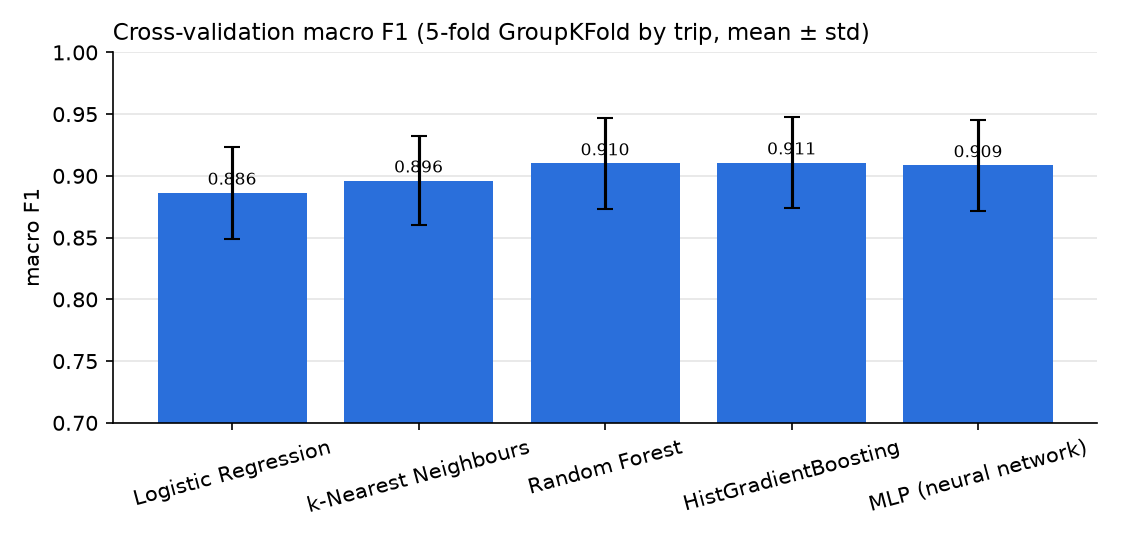 Cross-validation macro F1 (5-fold GroupKFold by trip, mean ± std)
macro F1
1.00
0.95
0.90
0.85
0.80
0.75
0.70
0.886
0.896
0.910
0.911
0.909
Logistic Regression
k-Nearest Neighbours
Random Forest
HistGradientBoosting
MLP (neural network)